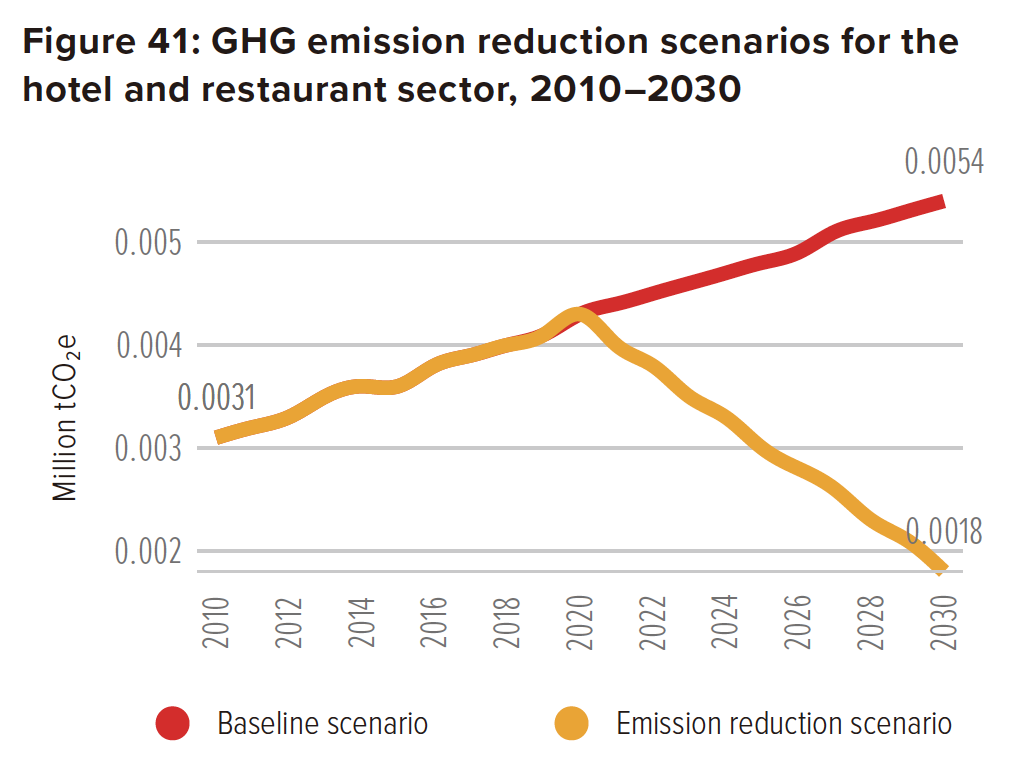 Figure 41: GHG emission reduction scenarios for the
hotel and restaurant sector, 2010–2030
0.0054
0.005
0.004
0.0031
0.003
0.0018
0.002
Million tCO₂e
2010 2012 2014 2016 2018 2020 2022 2024 2026 2028 2030
Baseline scenario Emission reduction scenario